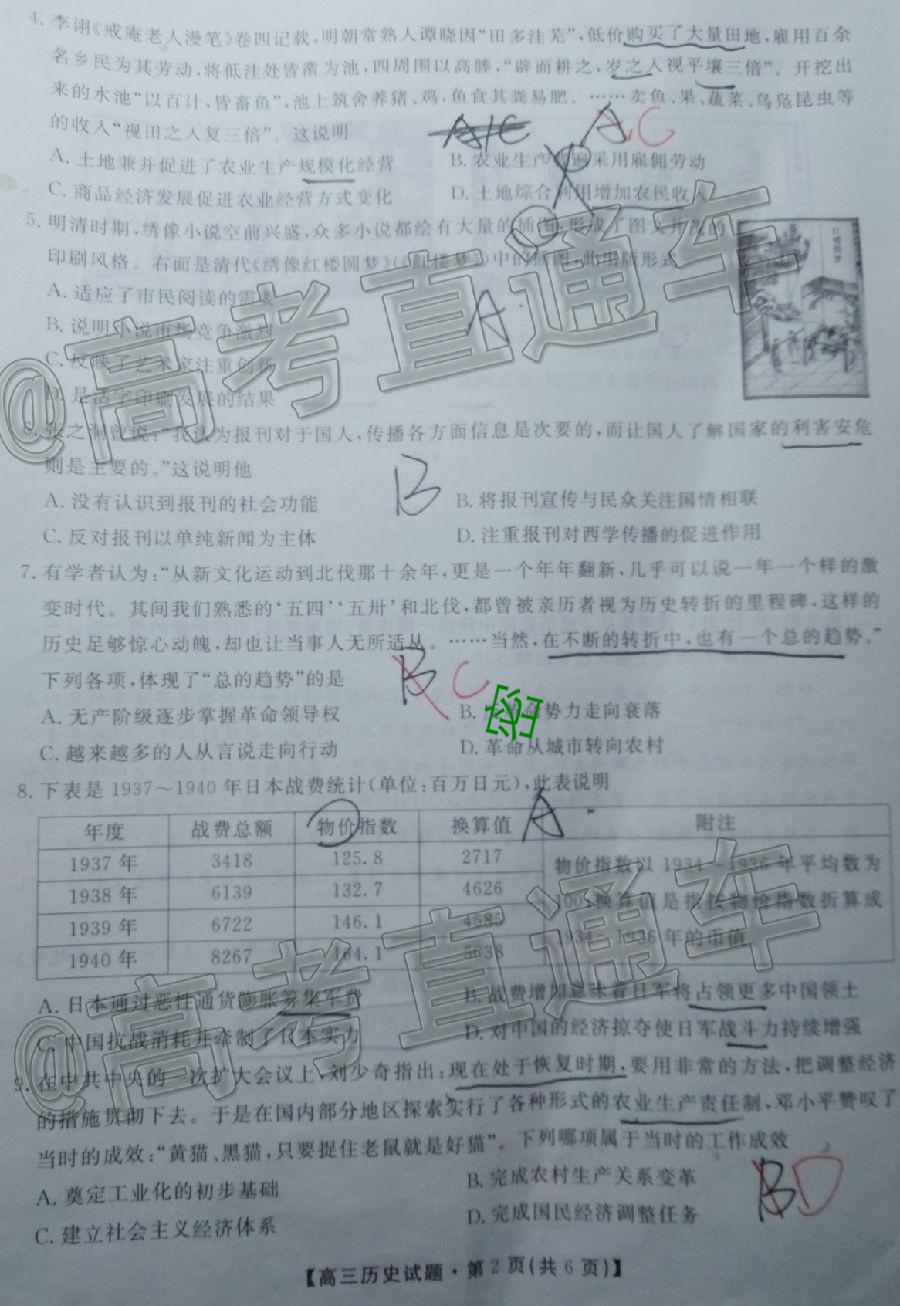 4. 李诩《戒庵老人漫笔》卷四记载，明朝常熟人谭晓因“田多洼芜”，低价购买了大量田地，雇用百余
名乡民为其劳动，将低洼处皆凿为池，四周围以高塍，“辟而耕之，岁之入视平壤三倍”。开挖出
来的水池“以百计，皆畜鱼”，池上筑舍养猪、鸡，鱼食其粪易肥。……卖鱼、果、蔬菜、鸟凫昆虫等
的收入“视田之入复三倍”。这说明
A/C A C
A. 土地兼并促进了农业生产规模化经营 B. 农业生产采用雇佣劳动
C. 商品经济发展促进农业经营方式变化 D. 土地综合利用增加农民收入
5. 明清时期，绣像小说空前兴盛，众多小说都绘有大量的插图，形成了图文并茂的
印刷风格。右面是清代《绣像红楼圆梦》《红楼梦》中的插图，此出版形式
A. 适应了市民阅读的需要
A
B. 说明小说市场竞争激烈
C. 反映了艺术家注重创新
D. 是活字印刷发展的结果
6. 张之洞曾说：“我认为报刊对于国人，传播各方面信息是次要的，而让国人了解国家的利害安危
则是主要的。”这说明他
B
A. 没有认识到报刊的社会功能 B. 将报刊宣传与民众关注国情相联
C. 反对报刊以单纯新闻为主体 D. 注重报刊对西学传播的促进作用
7. 有学者认为：“从新文化运动到北伐那十余年，更是一个年年翻新，几乎可以说一年一个样的激
变时代。其间我们熟悉的‘五四’‘五卅’和北伐，都曾被亲历者视为历史转折的里程碑，这样的
历史足够惊心动魄，却也让当事人无所适从。……当然，在不断的转折中，也有一个总的趋势。”
下列各项，体现了“总的趋势”的是
B C
A. 无产阶级逐步掌握革命领导权 B. 势力走向衰落
密
C. 越来越多的人从言说走向行动 D. 革命从城市转向农村
8. 下表是 1937～1940 年日本战费统计(单位：百万日元)，此表说明
A
年度 战费总额 物价指数 换算值 附注
1937 年 3418 125.8 2717 物价指数以 1934～1936 年平均数为
1938 年 6139 132.7 4626 100，换算值是指按物价指数折算成
1939 年 6722 146.1 4585 1934～1936 年的币值
1940 年 8267 164.1 5038
A. 日本通过恶性通货膨胀筹集军费 B. 战费增加意味着日军将占领更多中国领土
C. 中国抗战消耗并牵制了日本实力 D. 对中国的经济掠夺使日军战斗力持续增强
9. 在中共中央的一次扩大会议上，刘少奇指出：现在处于恢复时期，要用非常的方法，把调整经济
的措施贯彻下去。于是在国内部分地区探索实行了各种形式的农业生产责任制，邓小平赞叹了
当时的成效：“黄猫、黑猫，只要捉住老鼠就是好猫”。下列哪项属于当时的工作成效
A. 奠定工业化的初步基础 B. 完成农村生产关系变革
B D
C. 建立社会主义经济体系 D. 完成国民经济调整任务
【高三历史试题·第 2 页(共 6 页)】
@高考直通车
@高考直通车